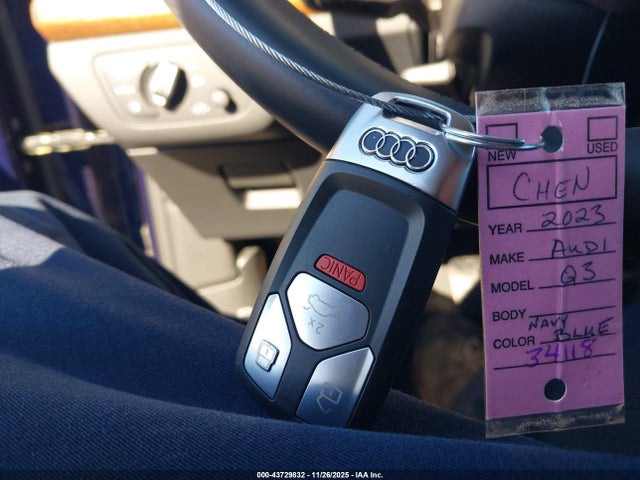 PANIC
2X
NEW USED
CHEN
YEAR 2023
MAKE AUDI
MODEL Q3
BODY
COLOR NAVY BLUE
34118
000-43729832 - 11/26/2025 - IAA Inc.